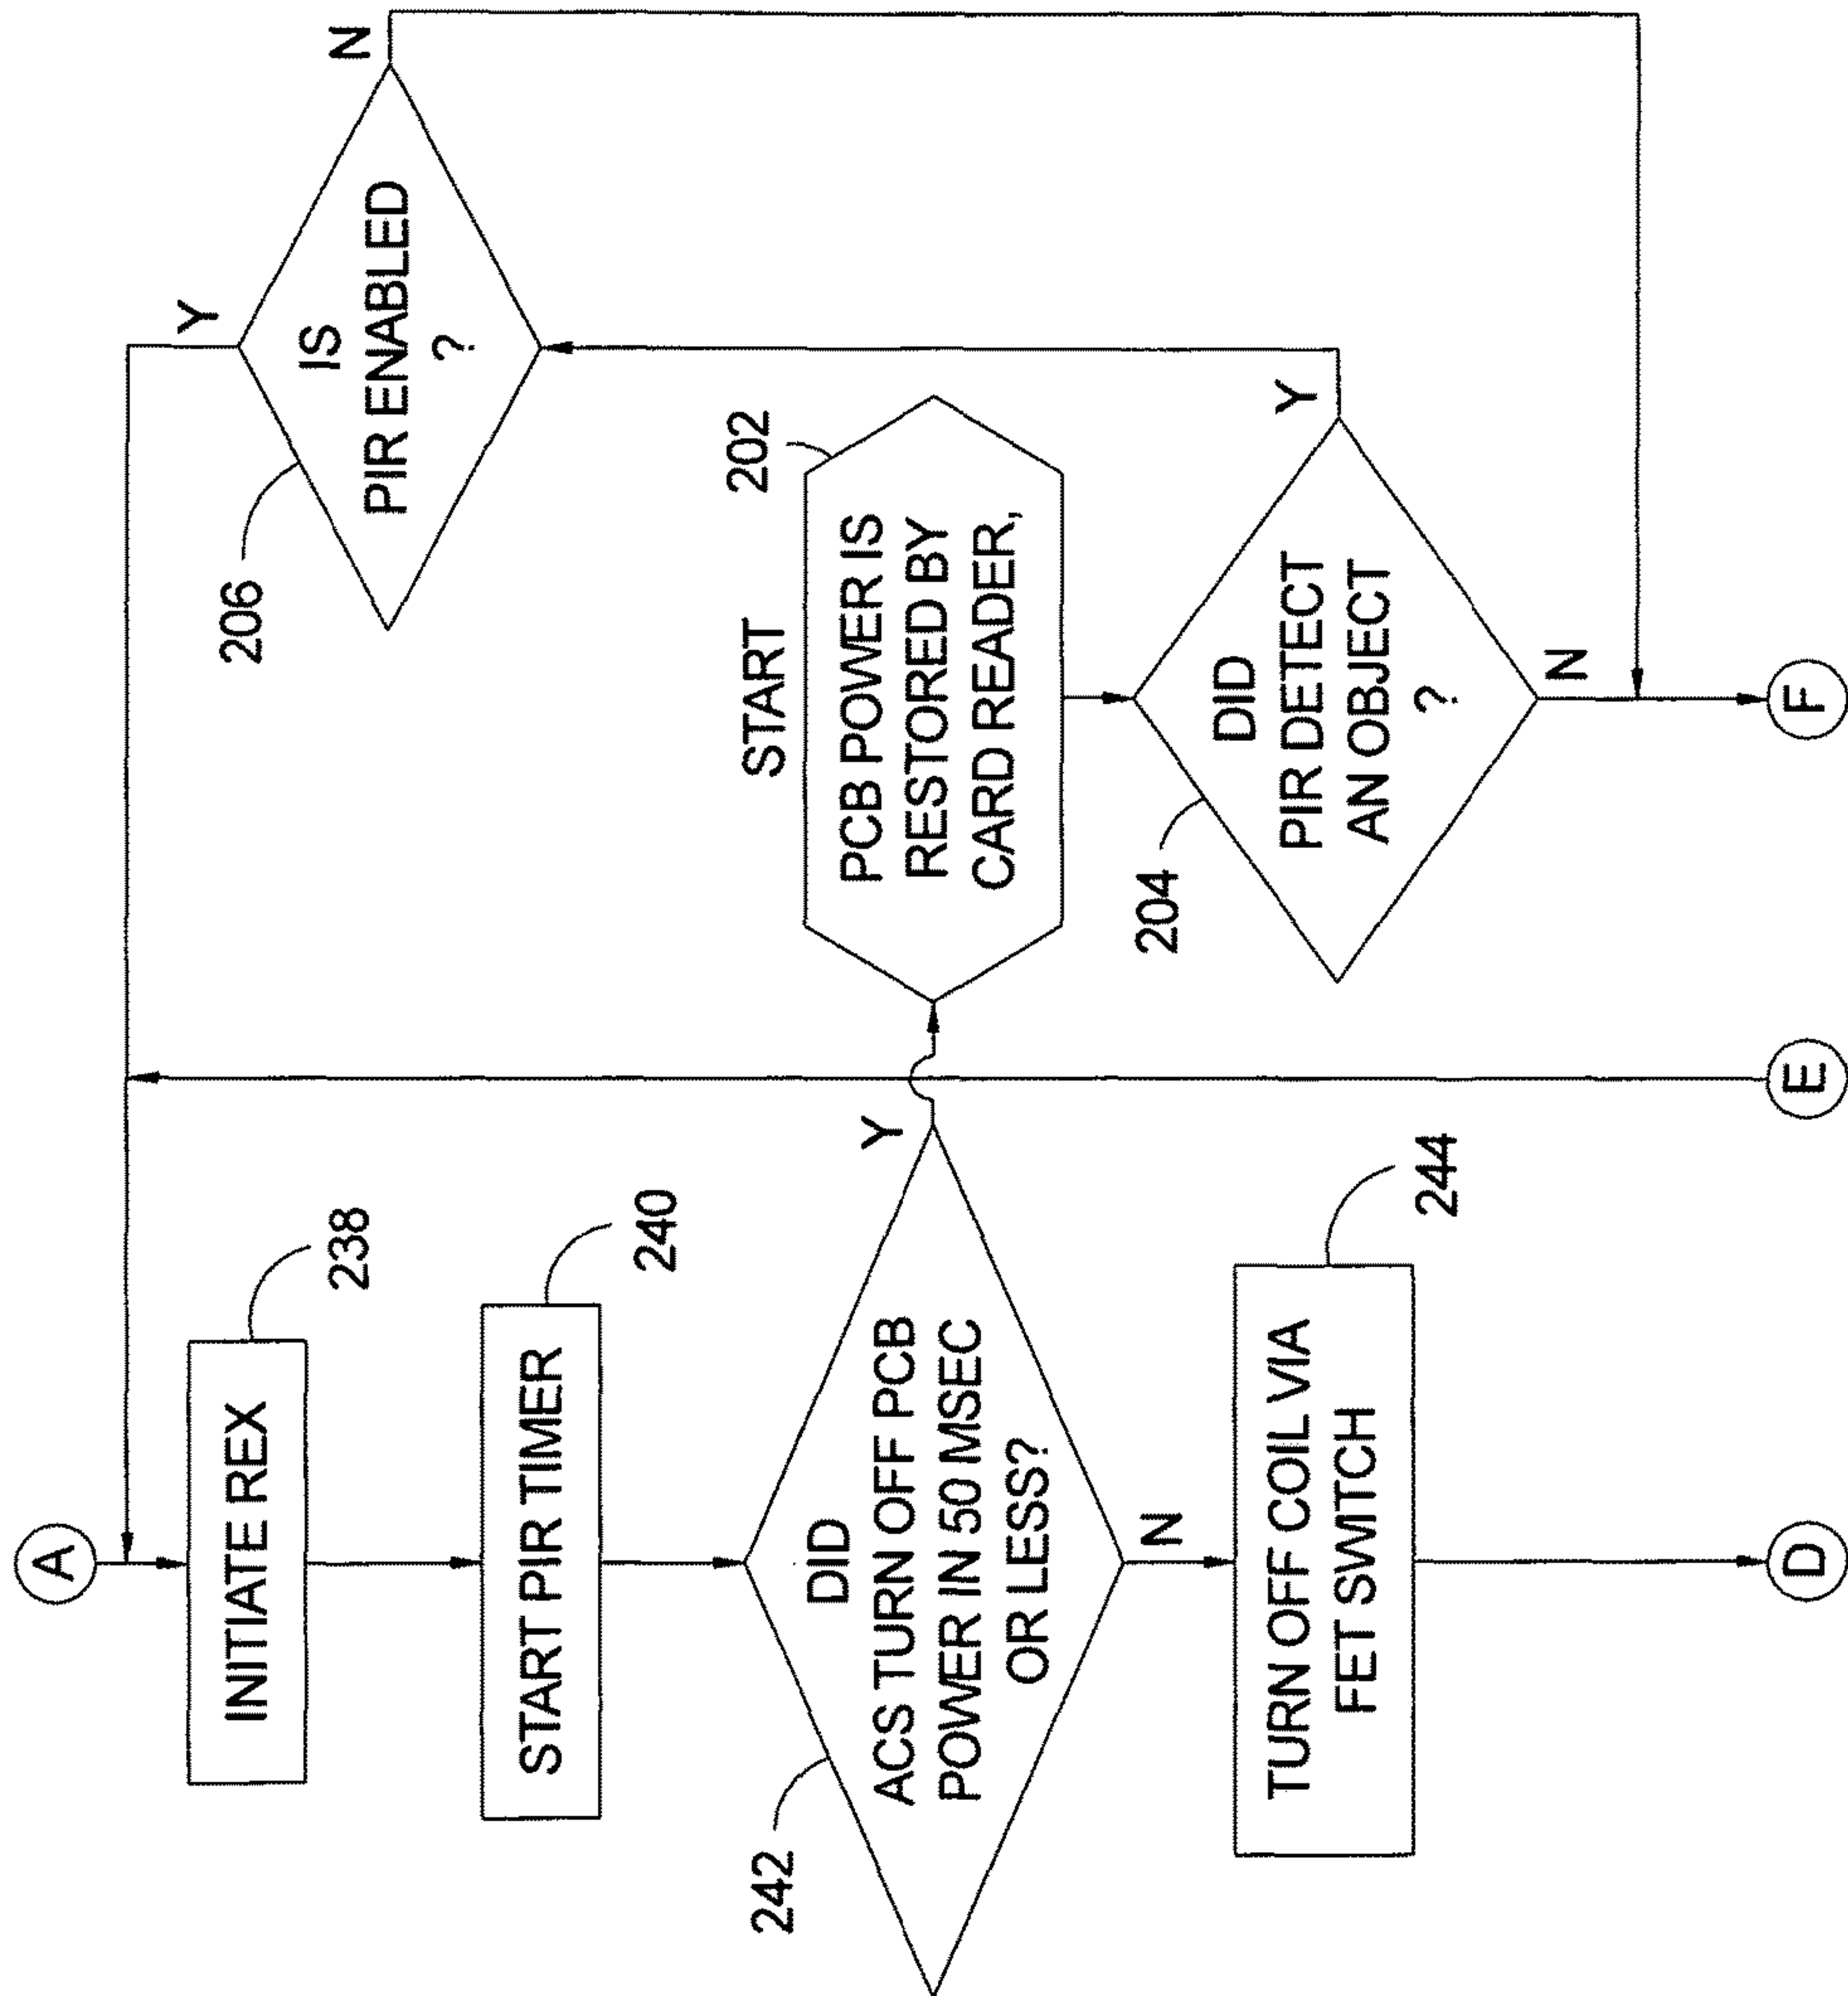 A
INITIATE REX
238
START PIR TIMER
240
DID
ACS TURN OFF PCB
POWER IN 50 MSEC
OR LESS?
242
Y
N
TURN OFF COIL VIA
FET SWITCH
244
D
E
START
PCB POWER IS
RESTORED BY
CARD READER,
202
DID
PIR DETECT
AN OBJECT
?
204
Y
N
F
IS
PIR ENABLED
?
206
Y
N